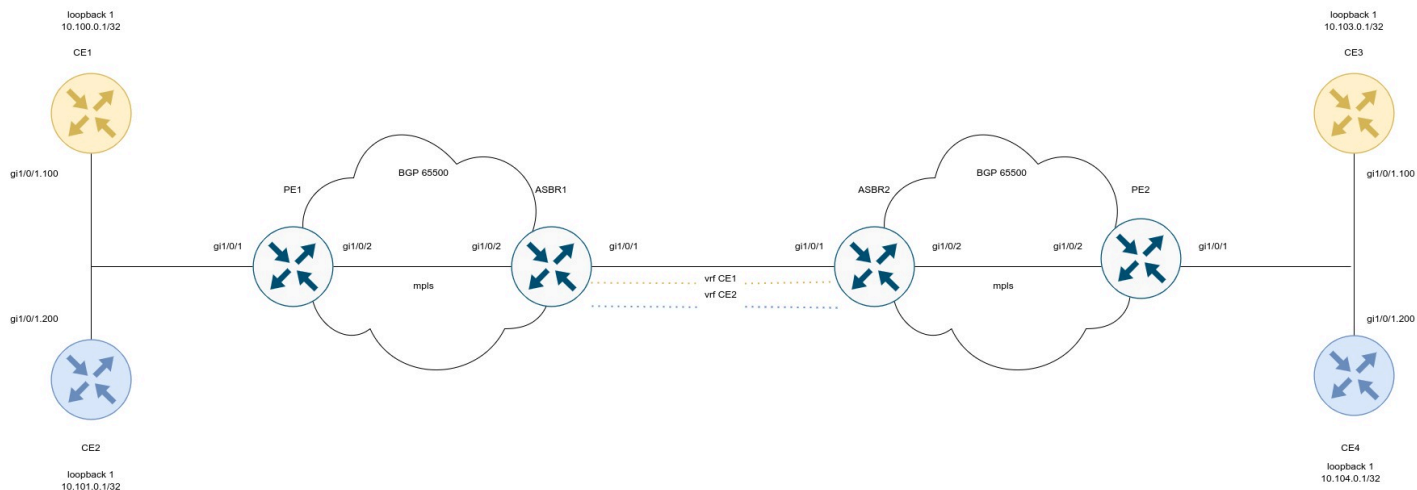 loopback 1
10.100.0.1/32
CE1
loopback 1
10.103.0.1/32
CE3
gi1/0/1.100
gi1/0/1.100
BGP 65500
BGP 65500
PE1
ASBR1
ASBR2
PE2
gi1/0/1
gi1/0/2
gi1/0/2
gi1/0/1
gi1/0/1
gi1/0/2
gi1/0/2
gi1/0/1
mpls
vrf CE1
vrf CE2
mpls
gi1/0/1.200
gi1/0/1.200
CE2
loopback 1
10.101.0.1/32
CE4
loopback 1
10.104.0.1/32